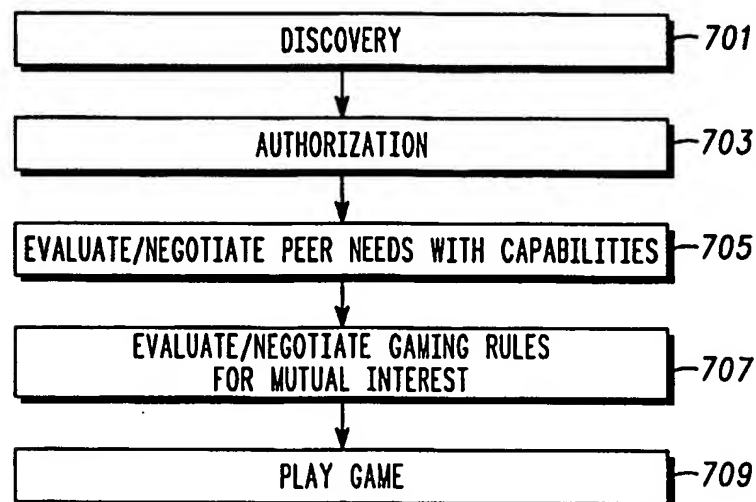 DISCOVERY 701
AUTHORIZATION 703
EVALUATE/NEGOTIATE PEER NEEDS WITH CAPABILITIES 705
EVALUATE/NEGOTIATE GAMING RULES
FOR MUTUAL INTEREST 707
PLAY GAME 709